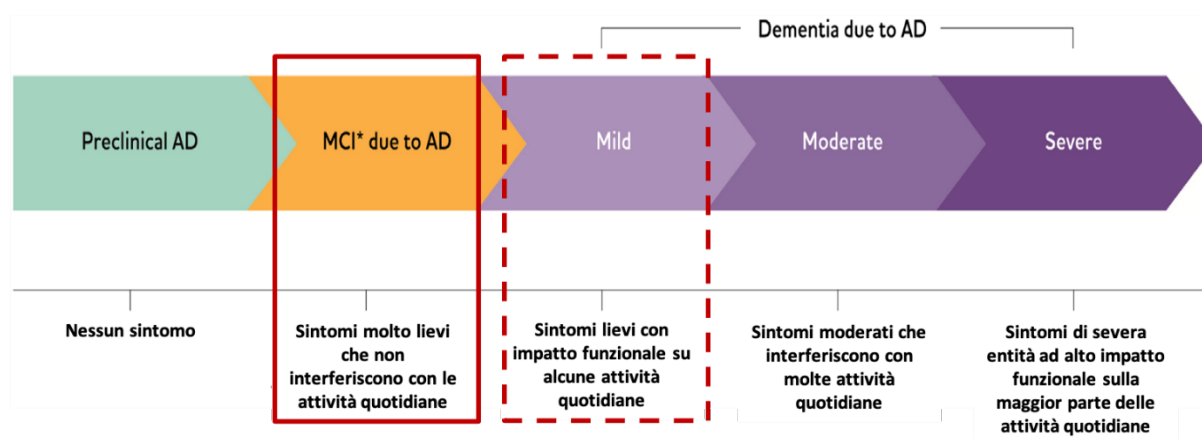 Dementia due to AD
Preclinical AD
MCI* due to AD
Mild
Moderate
Severe
Nessun sintomo
Sintomi molto lievi
che non
interferiscono con le
attività quotidiane
Sintomi lievi con
impatto funzionale su
alcune attività
quotidiane
Sintomi moderati che
interferiscono con
molte attività
quotidiane
Sintomi di severa
entità ad alto impatto
funzionale sulla
maggior parte delle
attività quotidiane